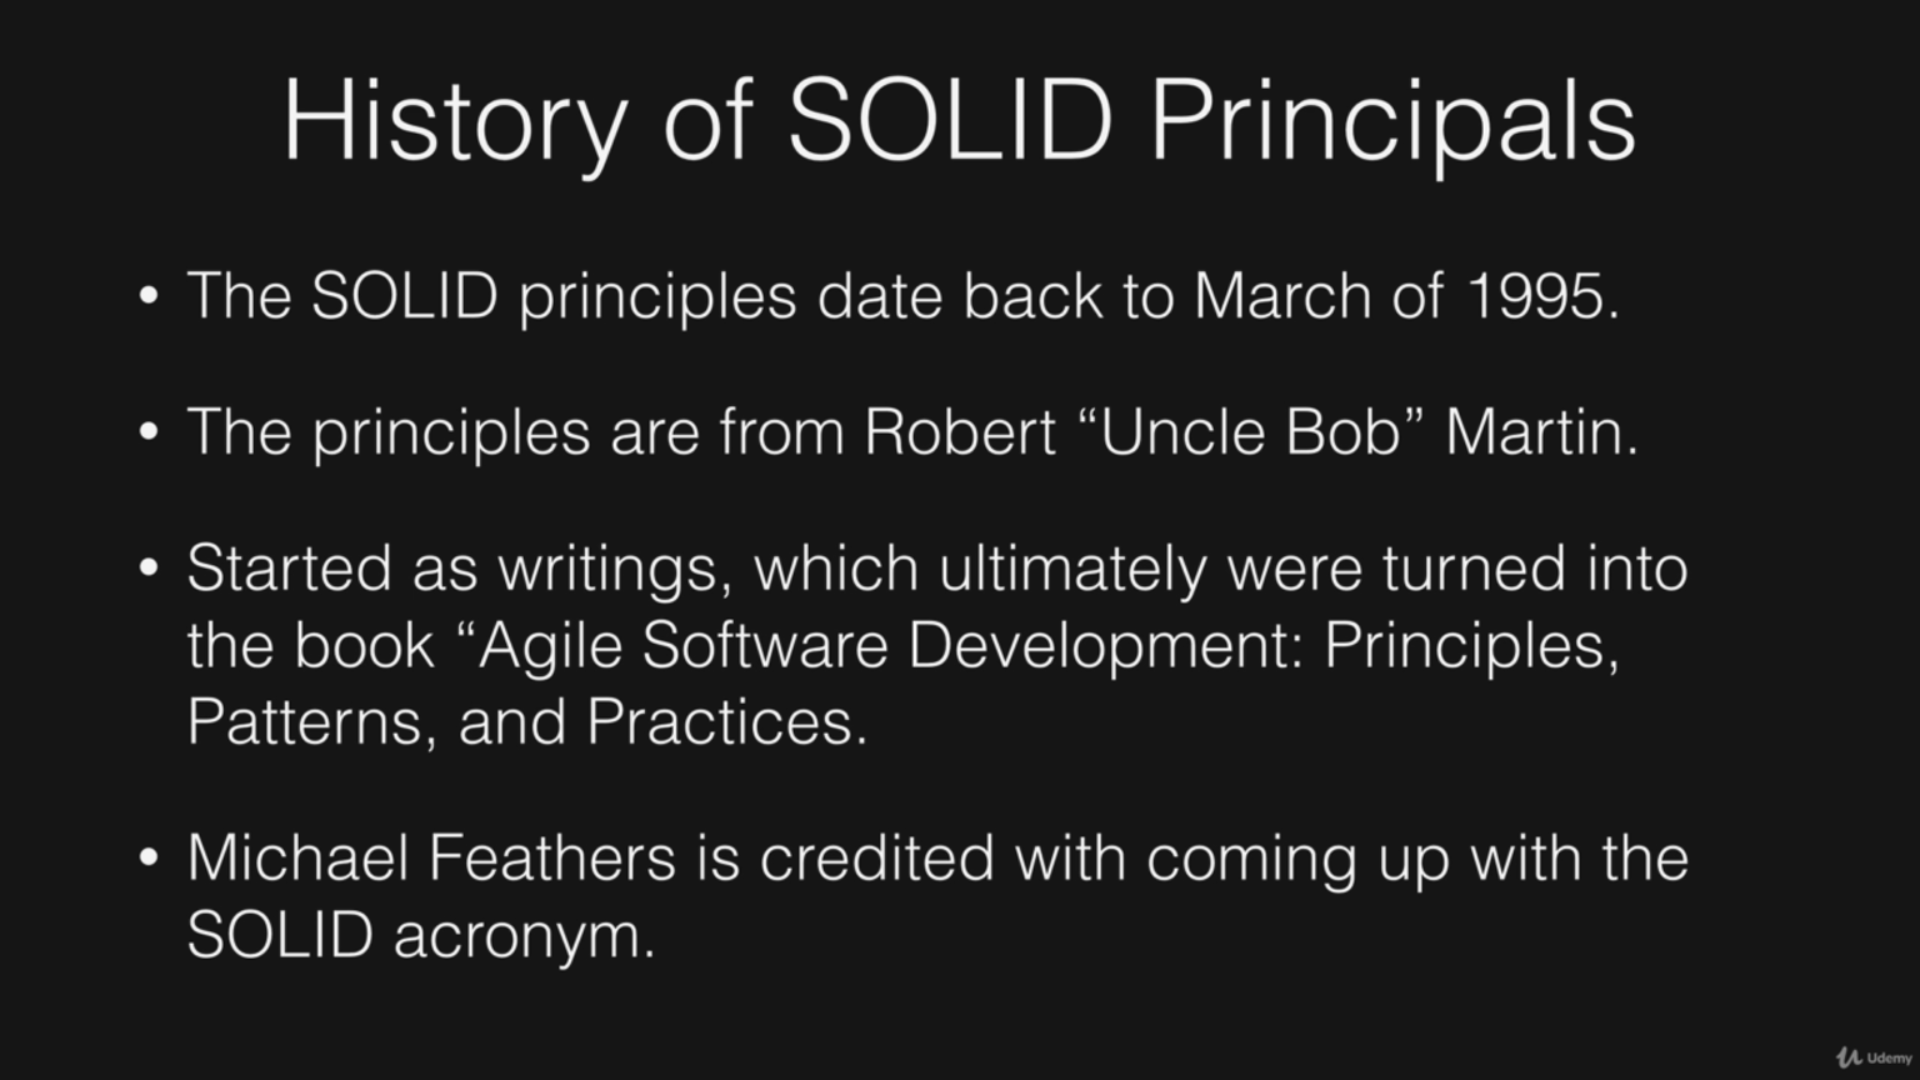 History of SOLID Principals
• The SOLID principles date back to March of 1995.
• The principles are from Robert “Uncle Bob” Martin.
• Started as writings, which ultimately were turned into
the book “Agile Software Development: Principles,
Patterns, and Practices.
• Michael Feathers is credited with coming up with the
SOLID acronym.
Udemy